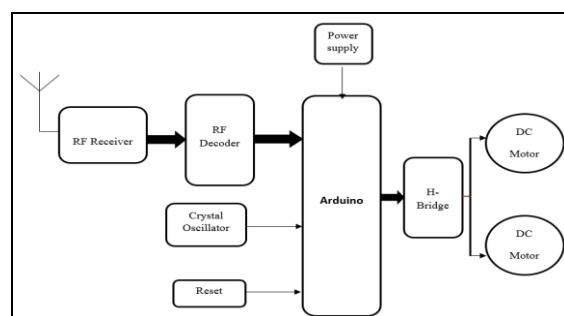 Power
supply
RF Receiver
RF
Decoder
Crystal
Oscillator
Reset
Arduino
H-
Bridge
DC
Motor
DC
Motor